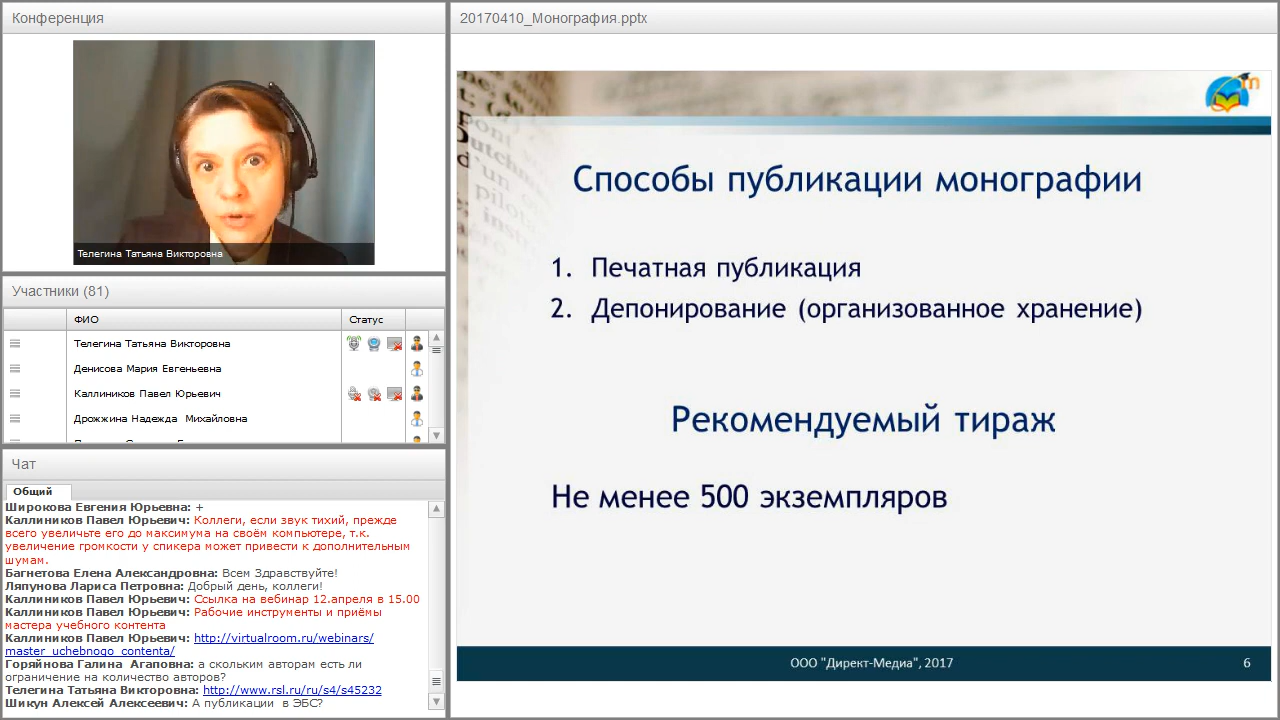 Конференция
Телегина Татьяна Викторовна
Участники (81)
ФИО Статус
Телегина Татьяна Викторовна
Денисова Мария Евгеньевна
Каллиников Павел Юрьевич
Дрожжина Надежда Михайловна
Чат
Общий
Широкова Евгения Юрьевна: +
Каллиников Павел Юрьевич: Коллеги, если звук тихий, прежде
всего увеличьте его до максимума на своём компьютере, т.к.
увеличение громкости у спикера может привести к дополнительным
шумам.
Багнетова Елена Александровна: Всем Здравствуйте!
Ляпунова Лариса Петровна: Добрый день, коллеги!
Каллиников Павел Юрьевич: Ссылка на вебинар 12.апреля в 15.00
Каллиников Павел Юрьевич: Рабочие инструменты и приёмы
мастера учебного контента
Каллиников Павел Юрьевич: http://virtualroom.ru/webinars/
master_uchebnogo_contenta/
Горяйнова Галина Агаповна: а скольким авторам есть ли
ограничение на количество авторов?
Телегина Татьяна Викторовна: http://www.rsl.ru/ru/s4/s45232
Шикун Алексей Алексеевич: А публикации в ЭБС?
20170410_Монография.pptx
Способы публикации монографии
1. Печатная публикация
2. Депонирование (организованное хранение)
Рекомендуемый тираж
Не менее 500 экземпляров
ООО "Директ-Медиа", 2017
6